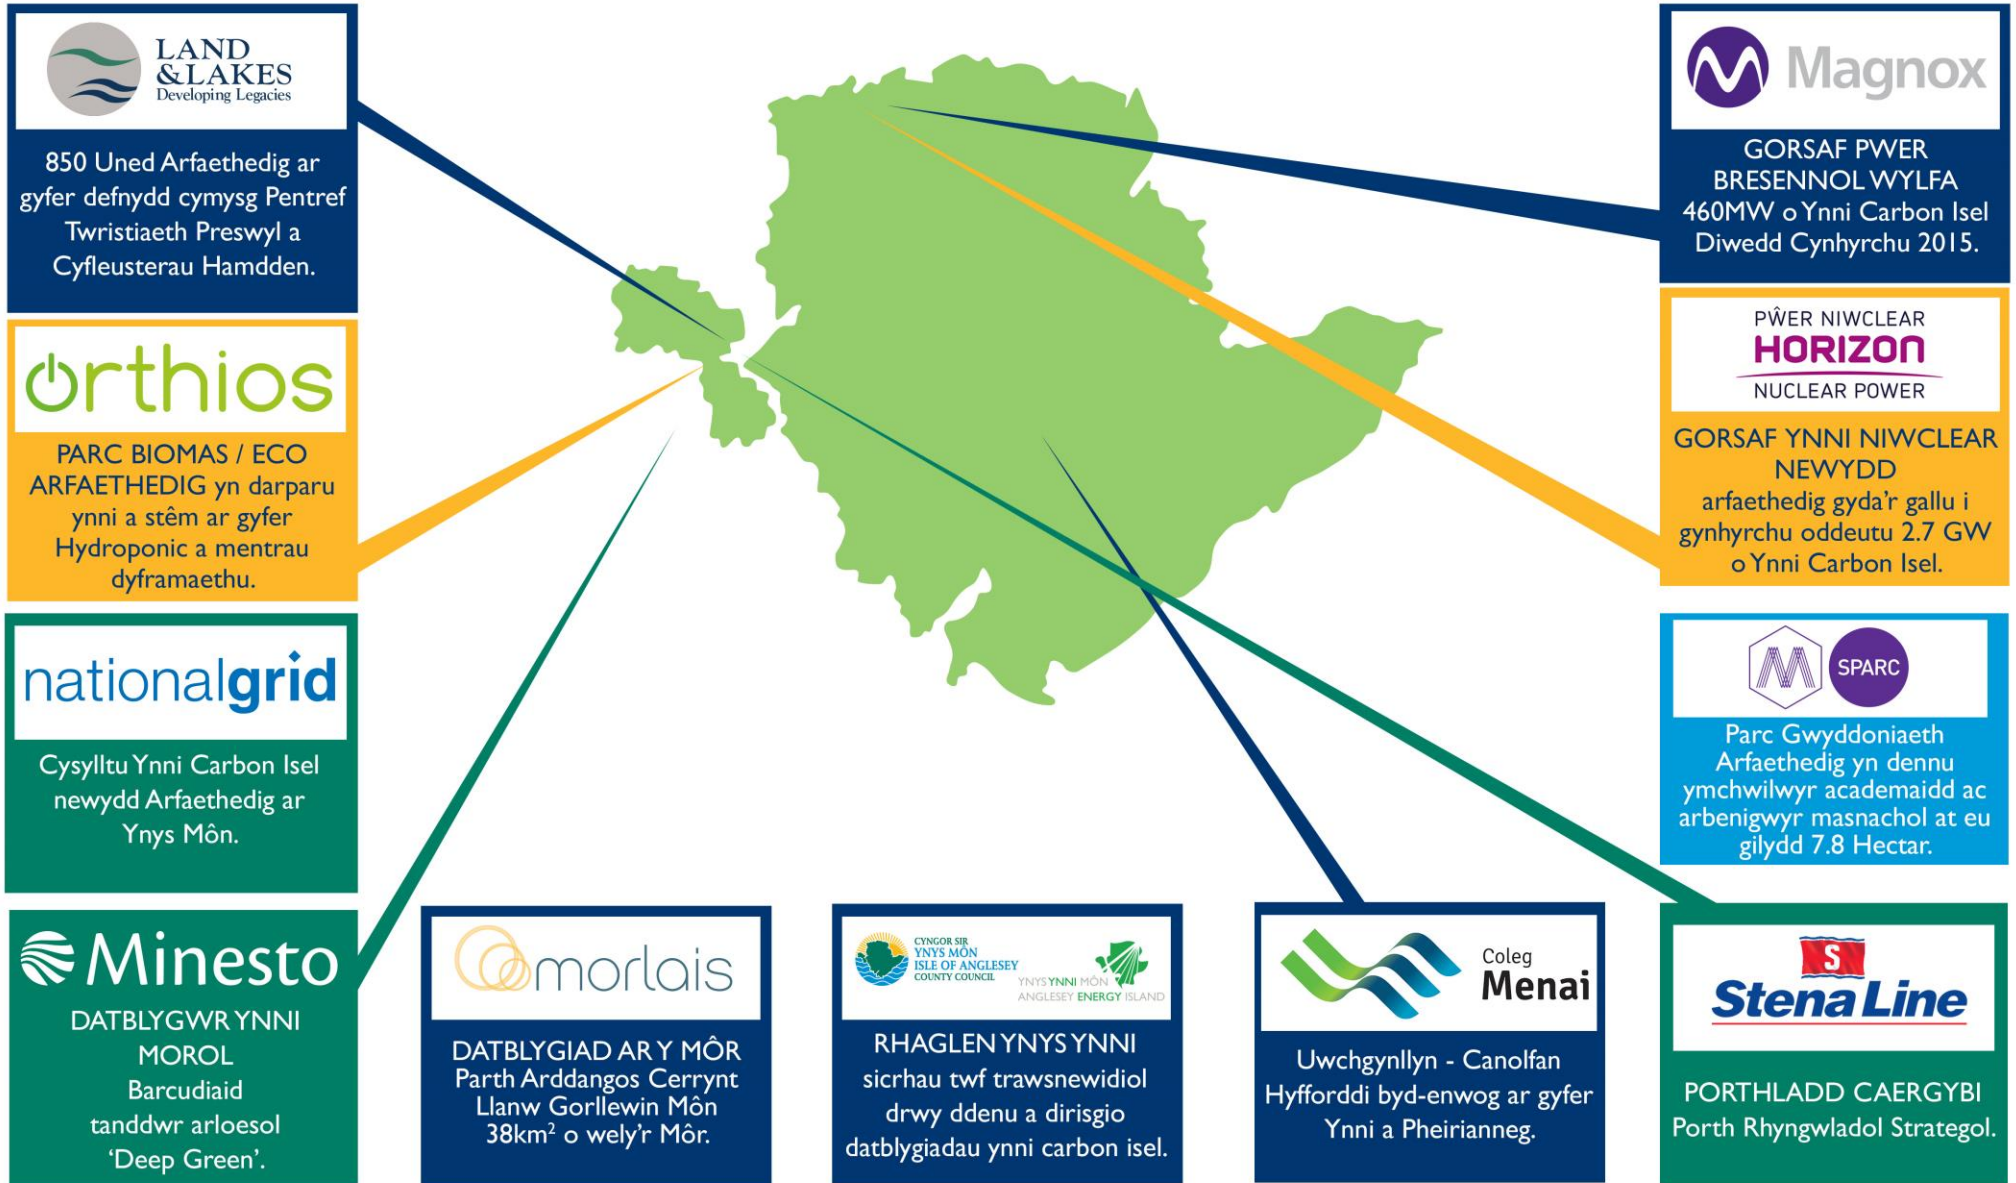 LAND
&LAKES
Developing Legacies
850 Uned Arfaethedig ar
gyfer defnydd cymysg Pentref
Twristiaeth Preswyl a
Cyfleusterau Hamdden.
orthios
PARC BIOMAS / ECO
ARFAETHEDIG yn darparu
ynni a stêm ar gyfer
Hydroponic a mentrau
dyframaethu.
nationalgrid
Cysylltu Ynni Carbon Isel
newydd Arfaethedig ar
Ynys Môn.
Minesto
DATBLYGWR YNNI
MOROL
Barcudiaid
tanddwr arloesol
‘Deep Green’.
morlais
DATBLYGIAD AR Y MÔR
Parth Arddangos Cerrynt
Llanw Gorllewin Môn
38km² o wely’r Môr.
CYNGOR SIR
YNYS MÔN
ISLE OF ANGLESEY
COUNTY COUNCIL
YNYS YNNI MÔN
ANGLESEY ENERGY ISLAND
RHAGLEN YNYS YNNI
sicrhau twf trawsnewidiol
drwy ddenu a dirisgio
datblygiadau ynni carbon isel.
Coleg
Menai
Uwchgynllyn - Canolfan
Hyfforddi byd-enwog ar gyfer
Ynni a Pheirianneg.
Magnox
GORSAF PWER
BRESENNOL WYLFA
460MW o Ynni Carbon Isel
Diwedd Cynhyrchu 2015.
PŴER NIWCLEAR
HORIZON
NUCLEAR POWER
GORSAF YNNI NIWCLEAR
NEWYDD
arfaethedig gyda’r gallu i
gynhyrchu oddeutu 2.7 GW
o Ynni Carbon Isel.
M SPARC
Parc Gwyddoniaeth
Arfaethedig yn dennu
ymchwilwyr academaidd ac
arbenigwyr masnachol at eu
gilydd 7.8 Hectar.
S
Stena Line
PORTHLADD CAERGYBI
Porth Rhyngwladol Strategol.